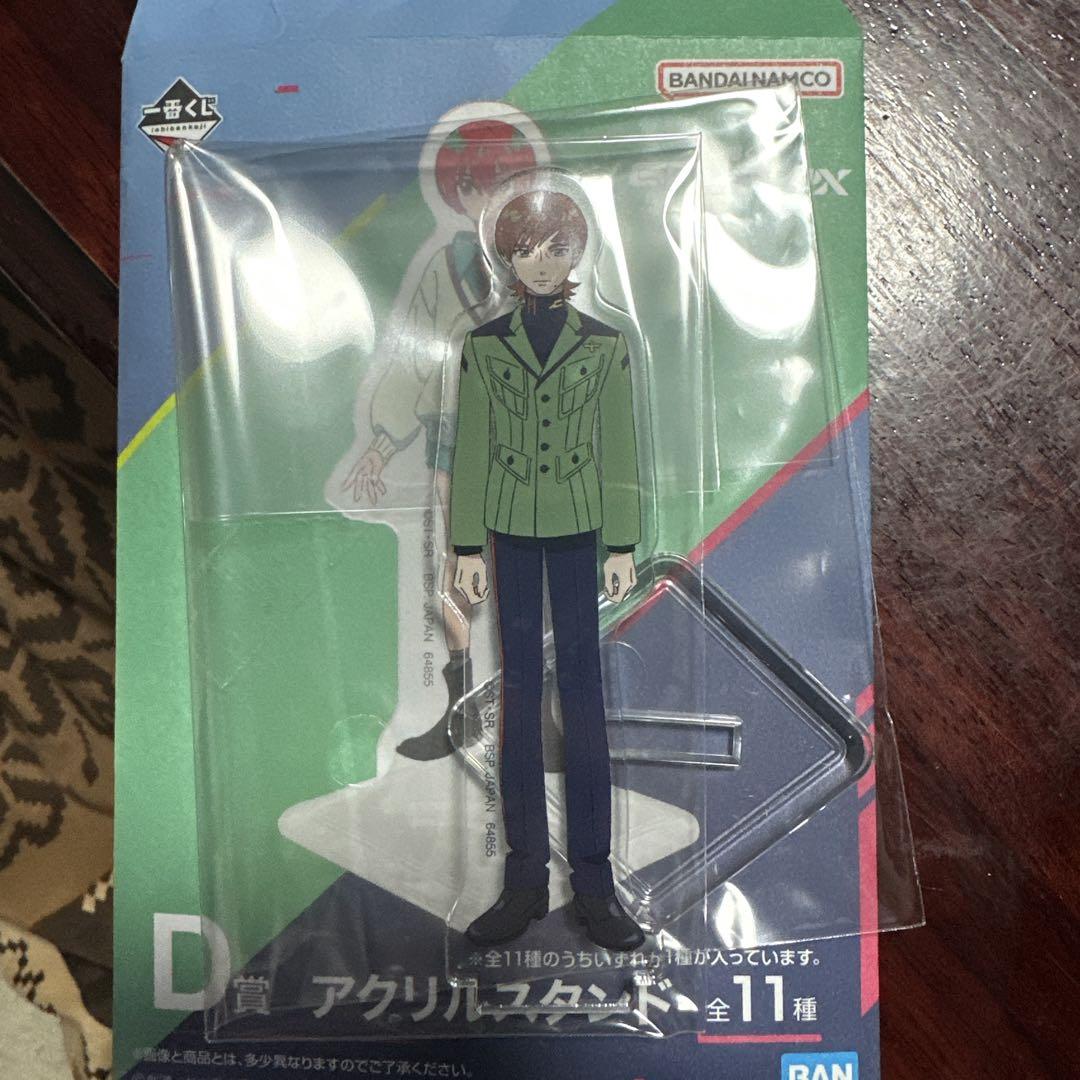 一番くじ
ichibankuji
BANDAI NAMCO
OST・SR BSP JAPAN 64855
ST・SR BSP JAPAN 64855
※全11種のうちいずれか1種が入っています。
D賞 アクリルスタンド 全11種
※画像と商品とは、多少異なりますのでご了承ください。
BAN